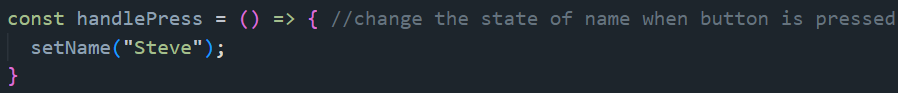 const handlePress = () => { //change the state of name when button is pressed
  setName("Steve");
}